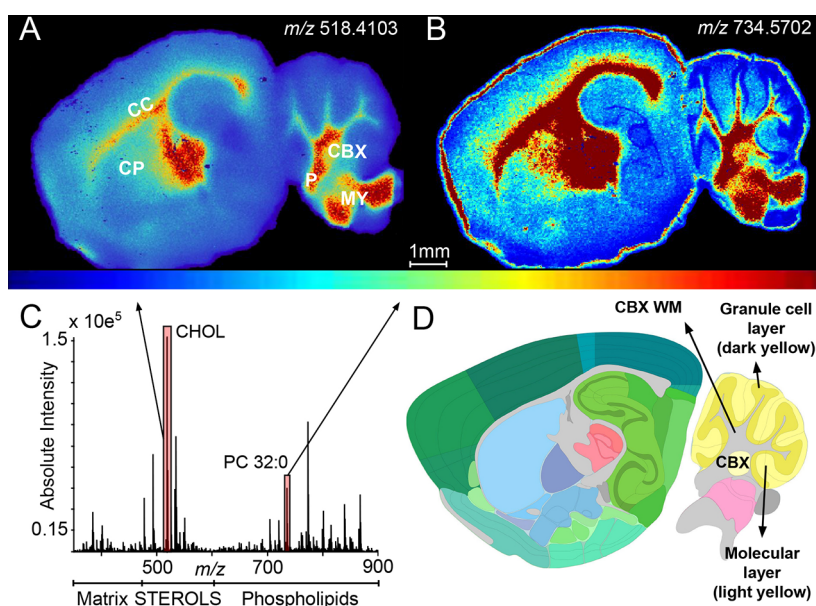 A
m/z 518.4103
B
m/z 734.5702
CC
CP
CBX
P
MY
1mm
C
x 10e⁵
1.5
CHOL
Absolute Intensity
PC 32:0
0.15
500
m/z
700
900
Matrix STEROLS Phospholipids
D
CBX WM
Granule cell
layer
(dark yellow)
CBX
Molecular
layer
(light yellow)